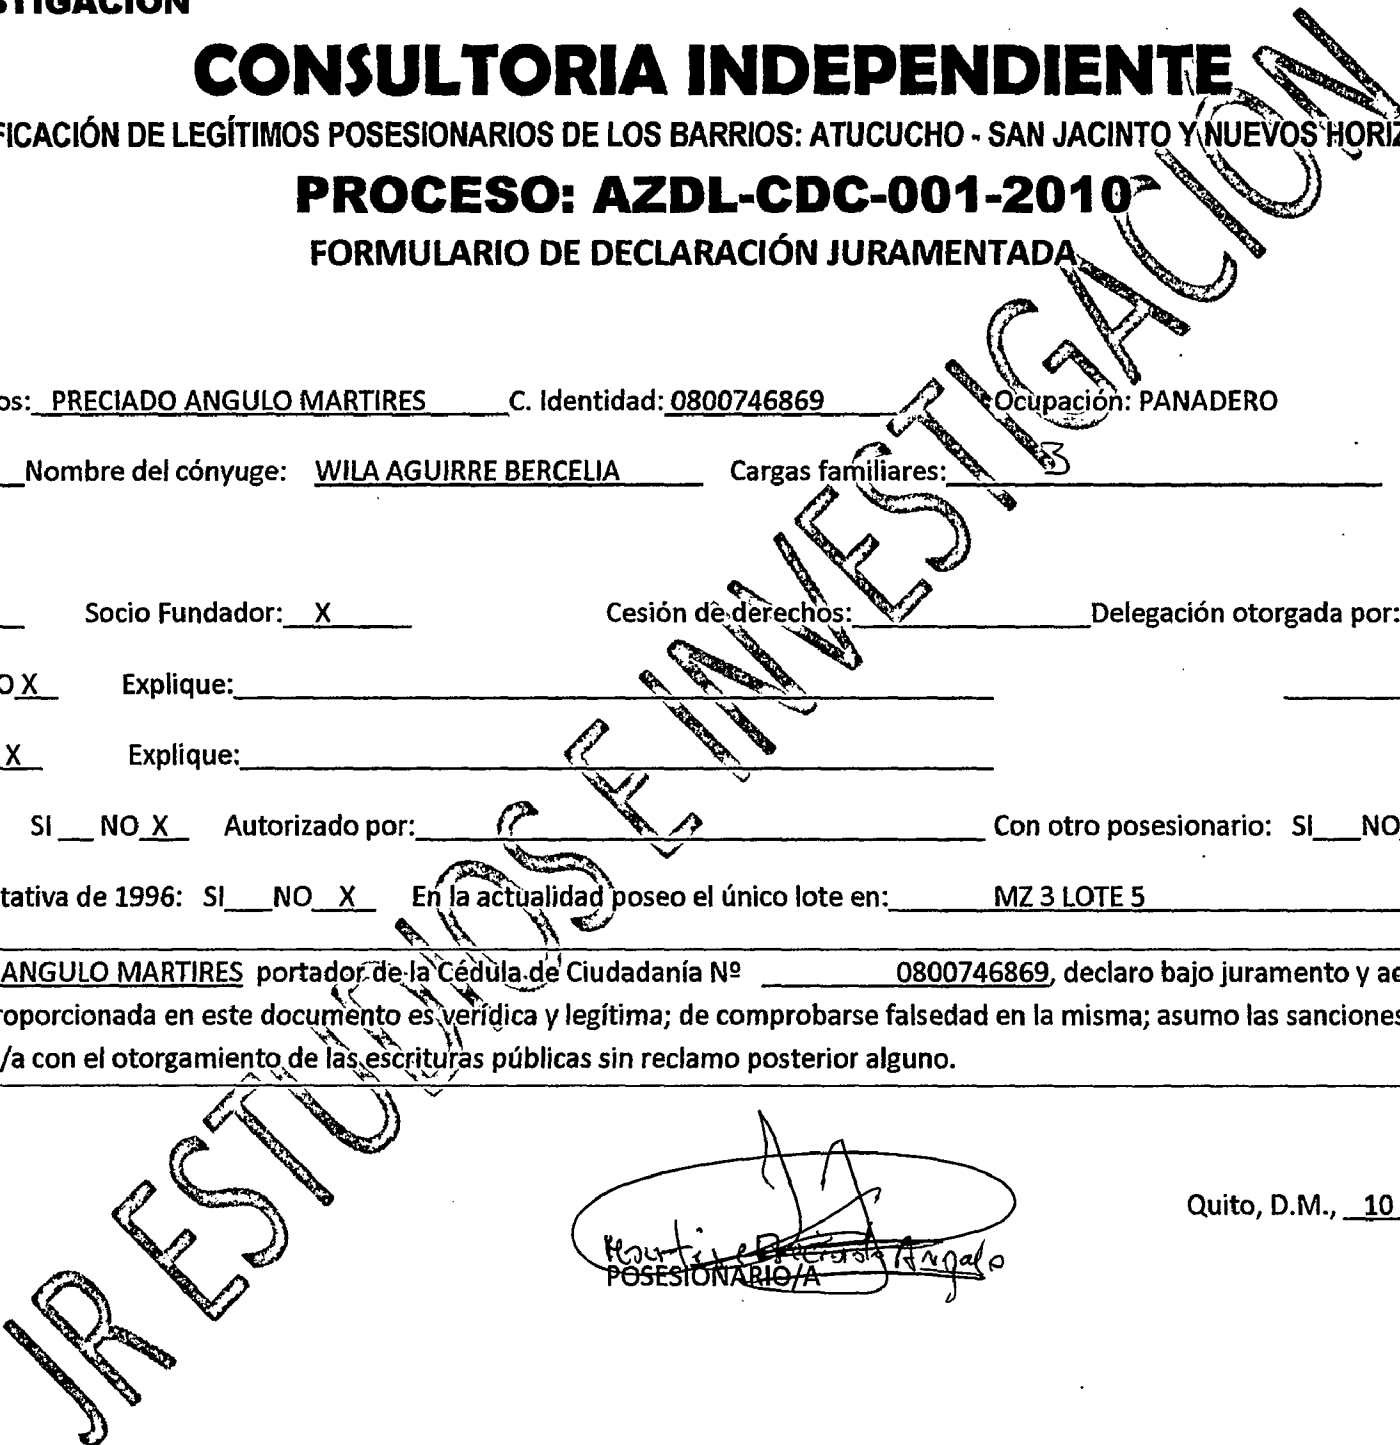 STIGACIÓN
CONSULTORIA INDEPENDIENTE
FICACIÓN DE LEGÍTIMOS POSESIONARIOS DE LOS BARRIOS: ATUCUCHO - SAN JACINTO Y NUEVOS HORIZ
PROCESO: AZDL-CDC-001-2010
FORMULARIO DE DECLARACIÓN JURAMENTADA
os: PRECIADO ANGULO MARTIRES C. Identidad: 0800746869 Ocupación: PANADERO
Nombre del cónyuge: WILA AGUIRRE BERCELIA Cargas familiares: 3
Socio Fundador: X Cesión de derechos: Delegación otorgada por:
O X Explique:
X Explique:
SI NO X Autorizado por: Con otro posesionario: SI NO
tativa de 1996: SI NO X En la actualidad poseo el único lote en: MZ 3 LOTE 5
ANGULO MARTIRES portador de la Cédula de Ciudadanía Nº 0800746869, declaro bajo juramento y ae
roporcionada en este documento es verídica y legítima; de comprobarse falsedad en la misma; asumo las sanciones
/a con el otorgamiento de las escrituras públicas sin reclamo posterior alguno.
Quito, D.M., 10
Angulo
POSESIONARIO/A
JR ESTUDIOS E INVESTIGACION